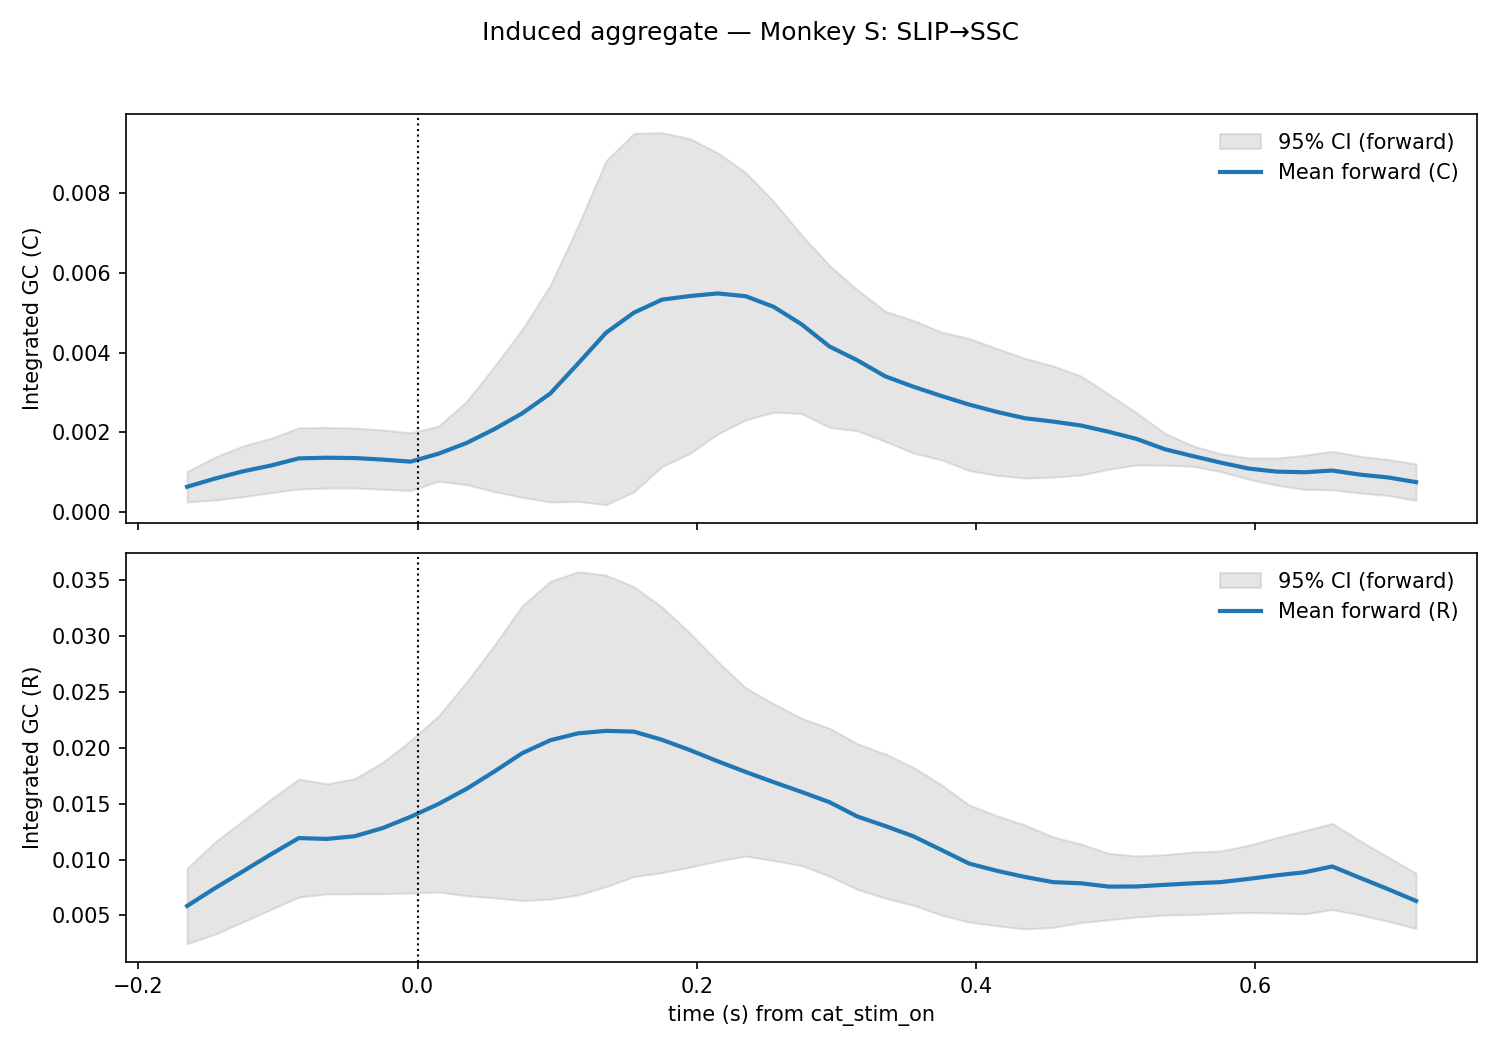 Induced aggregate — Monkey S: SLIP→SSC
95% CI (forward)
Mean forward (C)
Integrated GC (C)
0.008
0.006
0.004
0.002
0.000
95% CI (forward)
Mean forward (R)
Integrated GC (R)
0.035
0.030
0.025
0.020
0.015
0.010
0.005
−0.2 0.0 0.2 0.4 0.6
time (s) from cat_stim_on